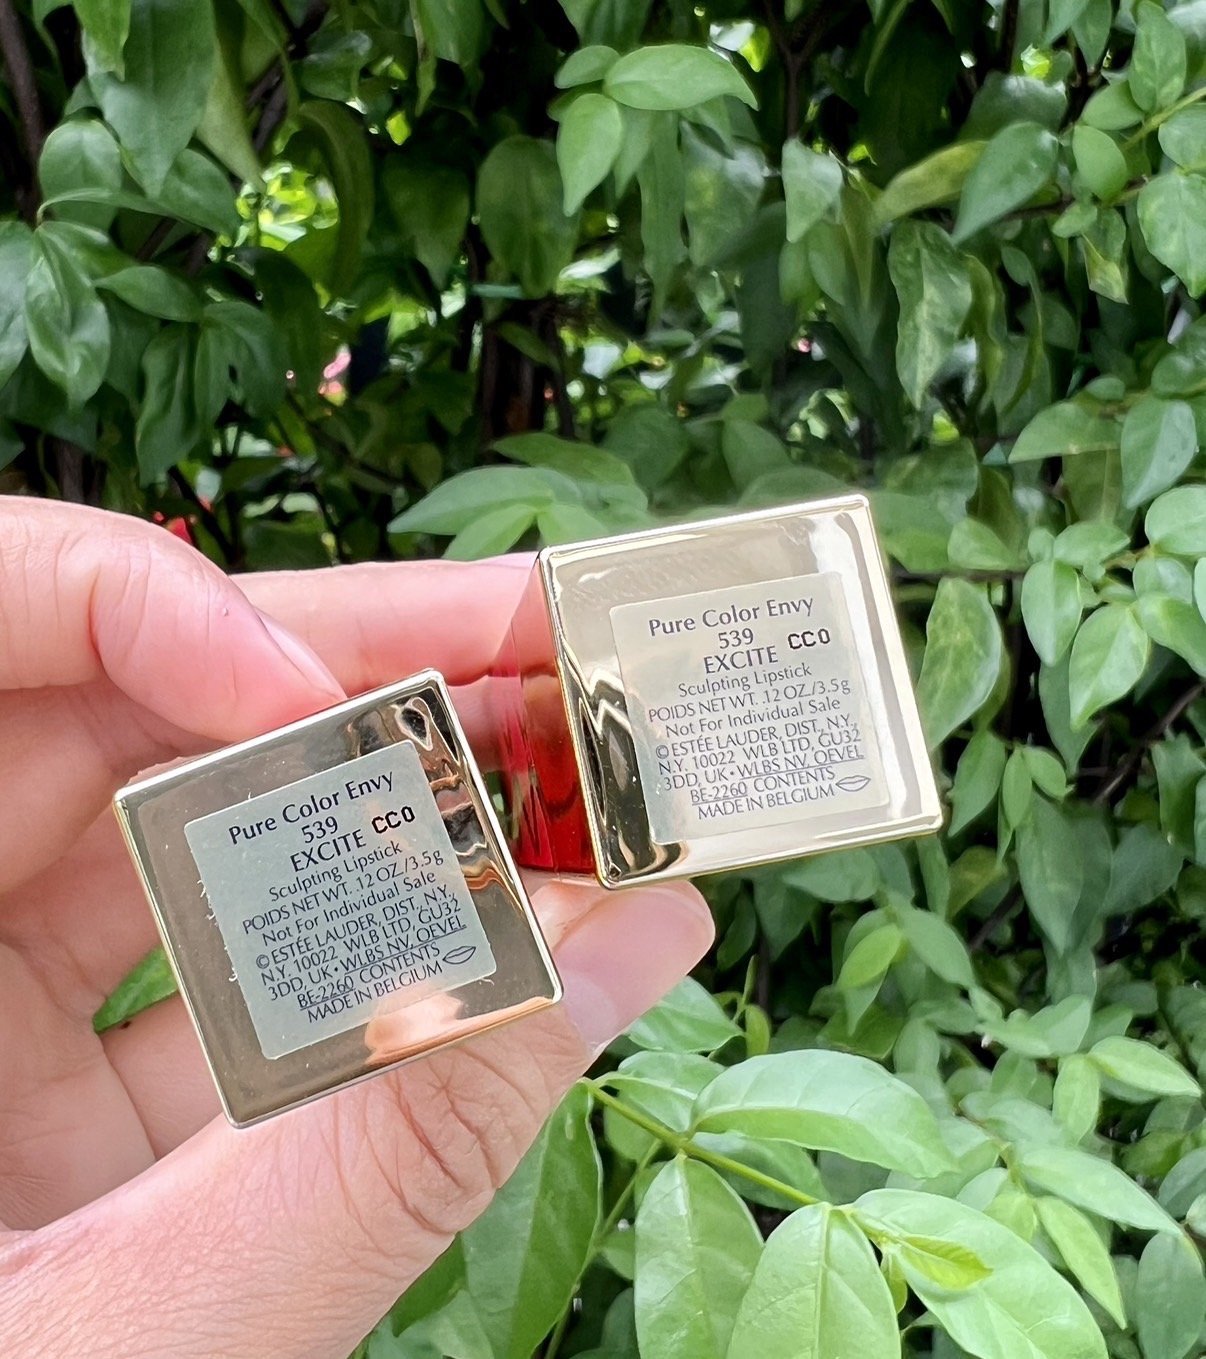 Pure Color Envy
539
EXCITE CC0
Sculpting Lipstick
POIDS NET WT. .12 OZ./3.5g
Not For Individual Sale
©ESTÉE LAUDER, DIST., N.Y.,
N.Y. 10022 WLB LTD, GU32
3DD, UK • WLBS NV. OEVEL
BE-2260 CONTENTS
MADE IN BELGIUM
Pure Color Envy
539
EXCITE CC0
Sculpting Lipstick
POIDS NET WT. .12 OZ./3.5g
Not For Individual Sale
©ESTÉE LAUDER, DIST., N.Y.,
N.Y. 10022 WLB LTD, GU32
3DD, UK • WLBS NV. OEVEL
BE-2260 CONTENTS
MADE IN BELGIUM